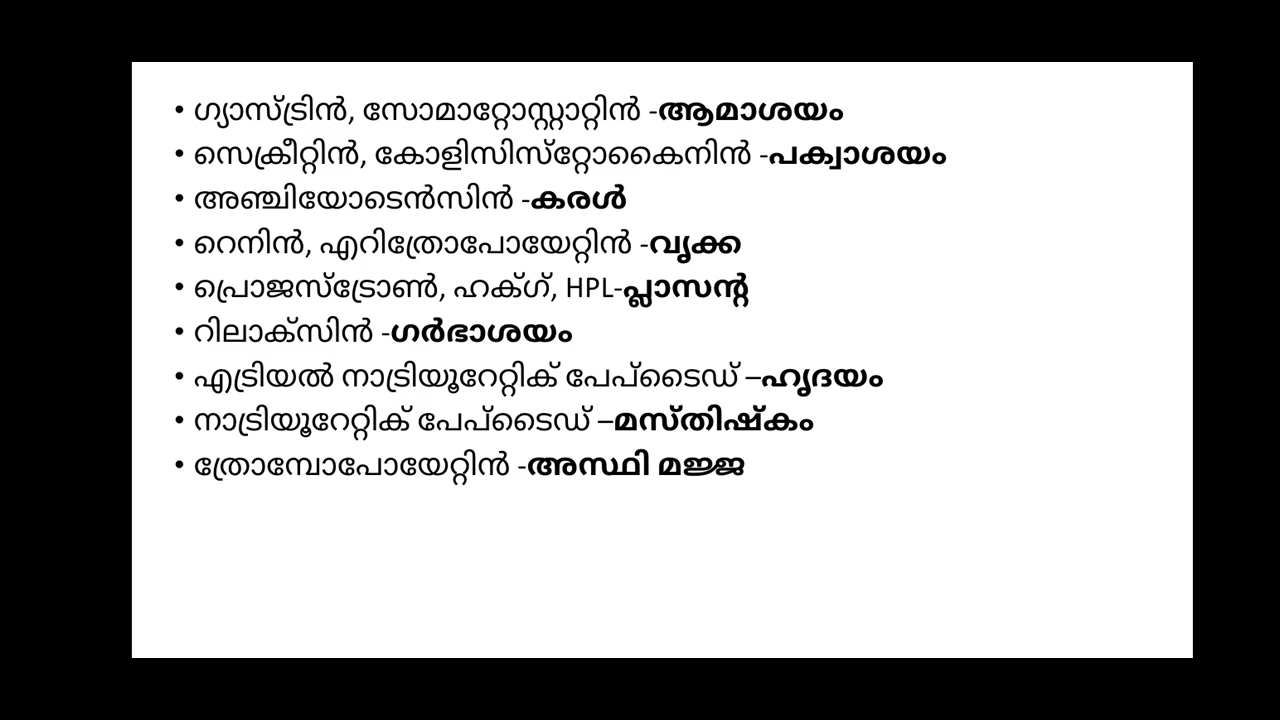 • ഗ്യാസ്ട്രിൻ, സോമാറ്റോസ്റ്റാറ്റിൻ -ആമാശയം
• സെക്രീറ്റിൻ, കോളിസിസ്‌റ്റോകൈനിൻ -പക്വാശയം
• അഞ്ചിയോടെൻസിൻ -കരൾ
• റെനിൻ, എറിത്രോപോയേറ്റിൻ -വൃക്ക
• പ്രൊജസ്ട്രോൺ, ഹക്ഗ്, HPL-പ്ലാസന്റ
• റിലാക്സിൻ -ഗർഭാശയം
• എട്രിയൽ നാട്രിയൂറേറ്റിക് പേപ്ടൈഡ് –ഹൃദയം
• നാട്രിയൂറേറ്റിക് പേപ്ടൈഡ് –മസ്തിഷ്കം
• ത്രോമ്പോപോയേറ്റിൻ -അസ്ഥി മജ്ജ